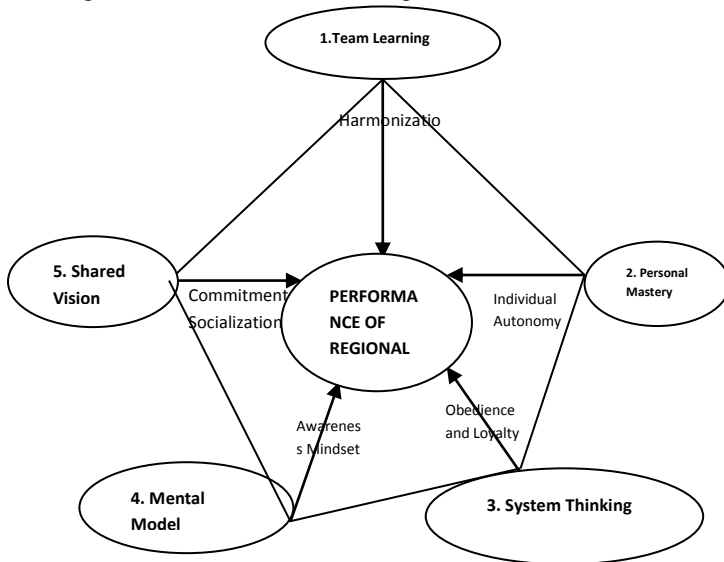 1.Team Learning
Harmonizatio
5. Shared
Vision
Commitment
Socialization
PERFORMA
NCE OF
REGIONAL
Individual
Autonomy
2. Personal
Mastery
Awarenes
s Mindset
Obedience
and Loyalty
4. Mental
Model
3. System Thinking